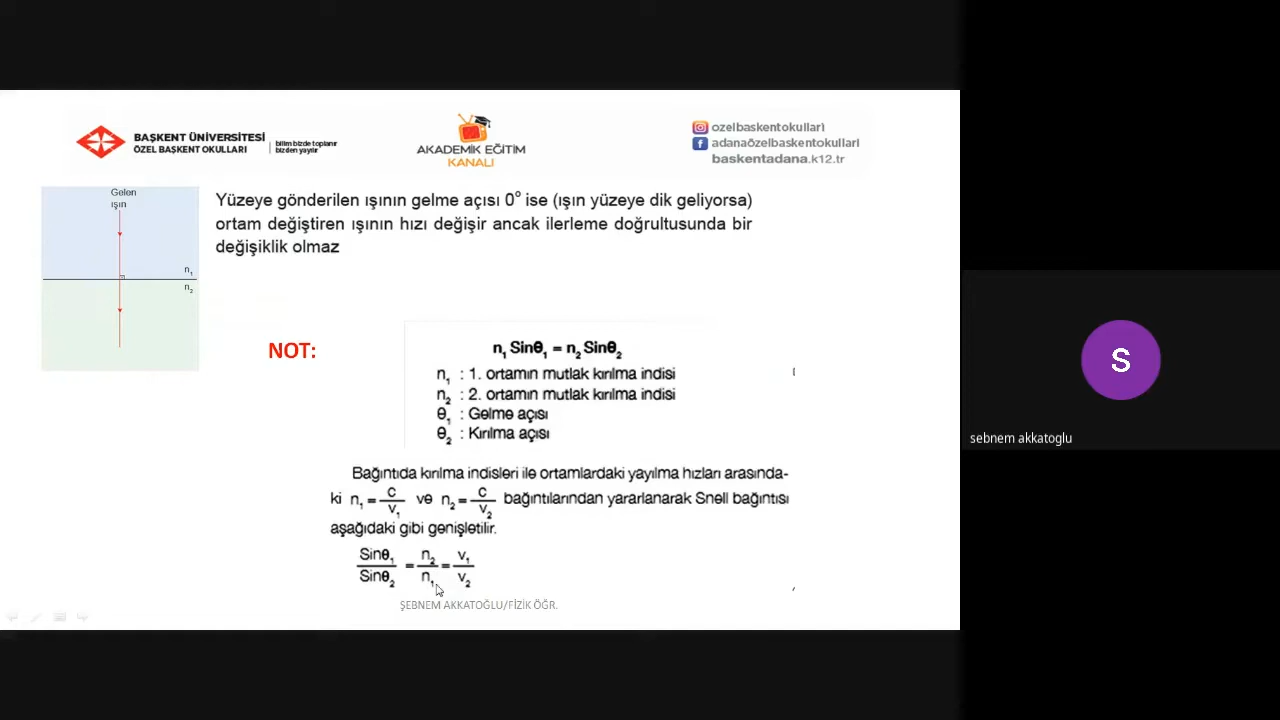 BAŞKENT ÜNİVERSİTESİ
ÖZEL BAŞKENT OKULLARI
bilim bizde toplanır
bizden yayılır
AKADEMİK EĞİTİM
KANALI
ozelbaskentokullari
adanaözelbaskentokullari
baskentadana.k12.tr
Gelen
ışın
n₁
n₂
Yüzeye gönderilen ışının gelme açısı 0° ise (ışın yüzeye dik geliyorsa)
ortam değiştiren ışının hızı değişir ancak ilerleme doğrultusunda bir
değişiklik olmaz
NOT:
n₁ Sinθ₁ = n₂ Sinθ₂
n₁ : 1. ortamın mutlak kırılma indisi
n₂ : 2. ortamın mutlak kırılma indisi
θ₁ : Gelme açısı
θ₂ : Kırılma açısı
Bağıntıda kırılma indisleri ile ortamlardaki yayılma hızları arasında-
ki n₁ = c/v₁ ve n₂ = c/v₂ bağıntılarından yararlanarak Snell bağıntısı
aşağıdaki gibi genişletilir.
Sinθ₁/Sinθ₂ = n₂/n₁ = v₁/v₂
ŞEBNEM AKKATOĞLU/FİZİK ÖĞR.
S
sebnem akkatoglu